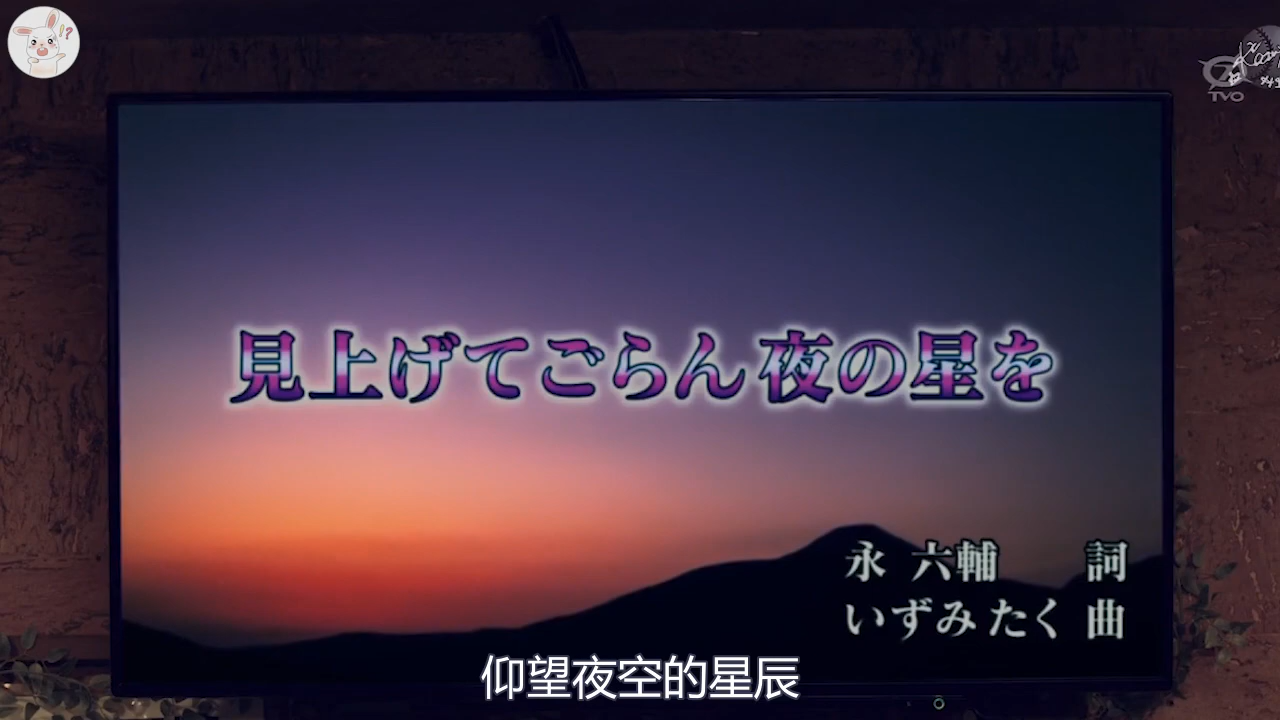 TVO
見上げてごらん夜の星を
永 六輔 詞
いずみたく 曲
仰望夜空的星辰